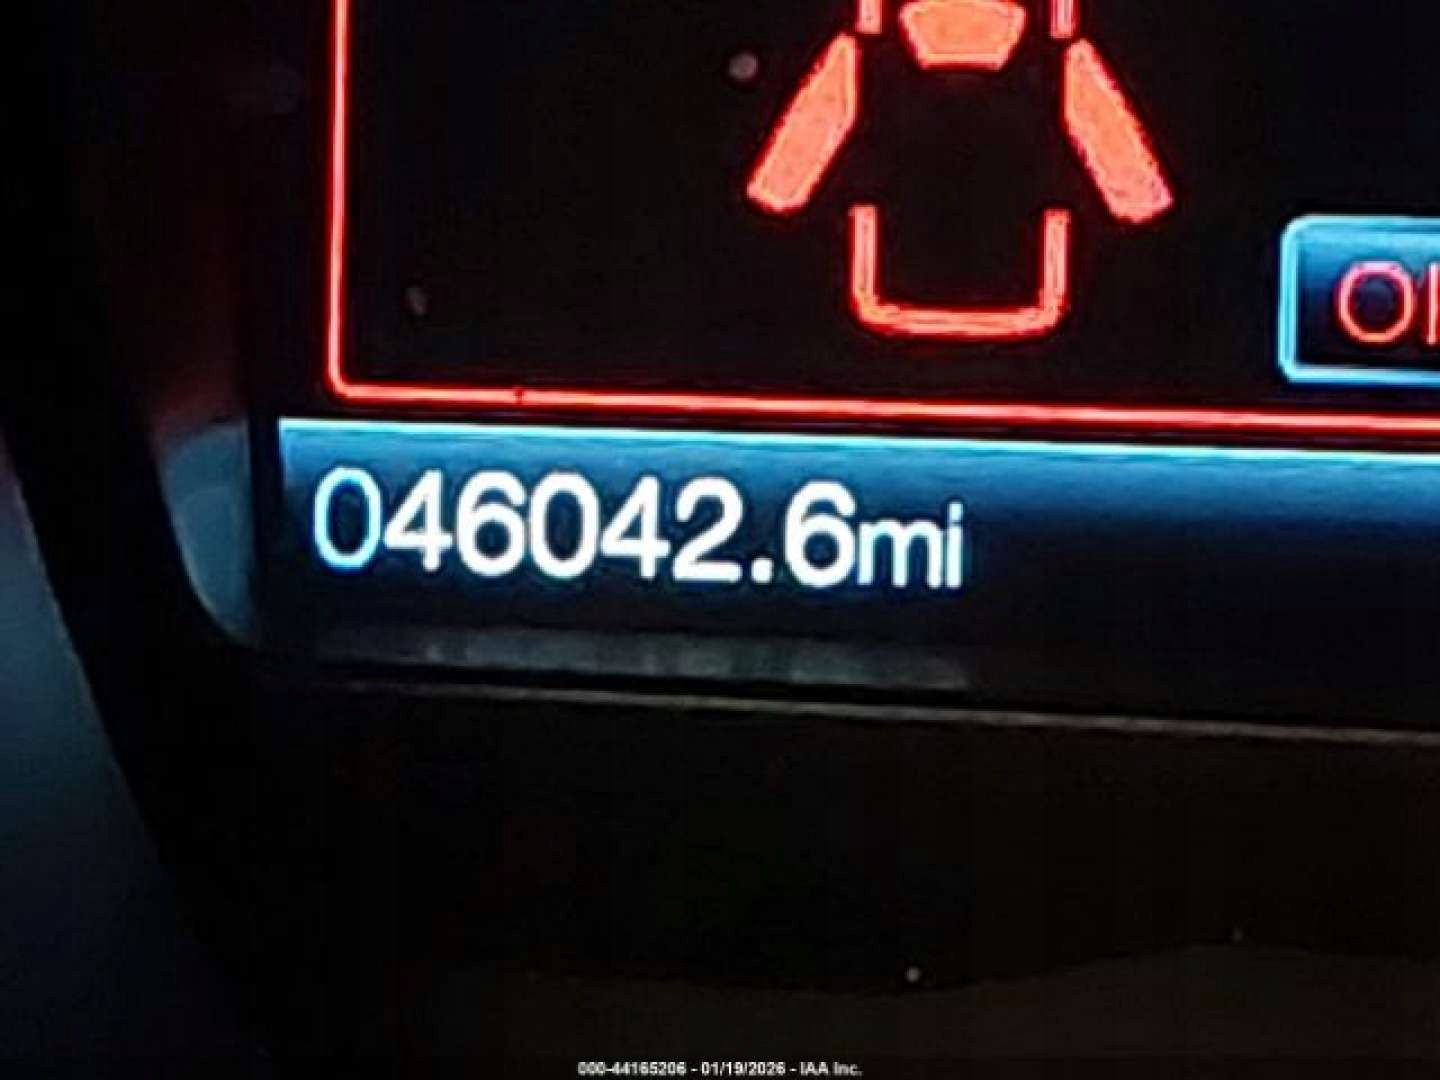 046042.6mi
000-44165206 - 01/19/2026 - IAA Inc.